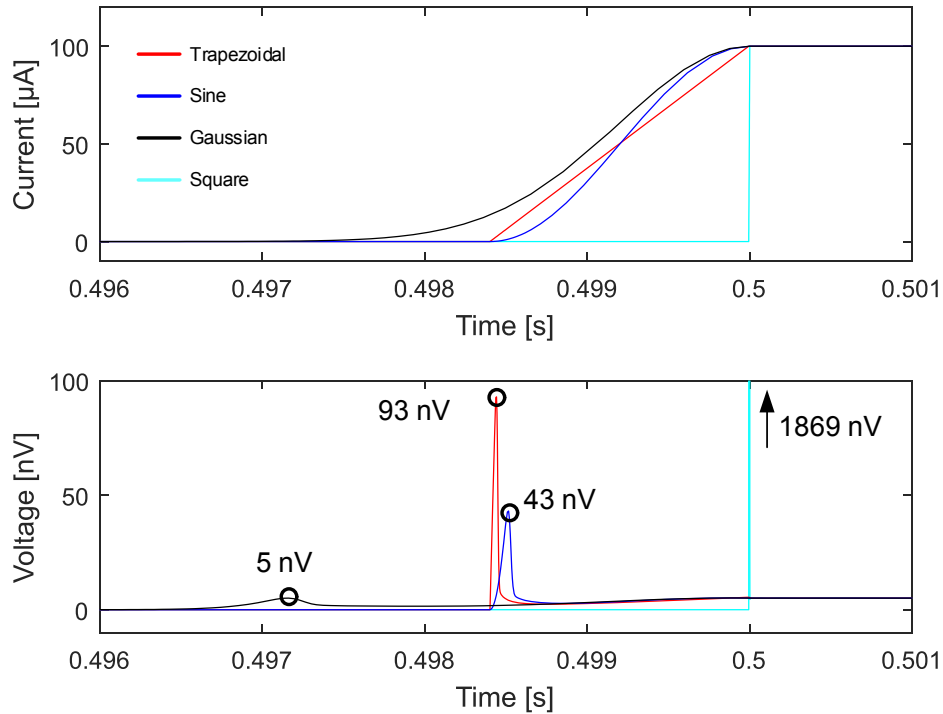 100
50
0
Current [µA]
Trapezoidal
Sine
Gaussian
Square
0.496 0.497 0.498 0.499 0.5 0.501
Time [s]
100
50
0
Voltage [nV]
93 nV
1869 nV
43 nV
5 nV
0.496 0.497 0.498 0.499 0.5 0.501
Time [s]